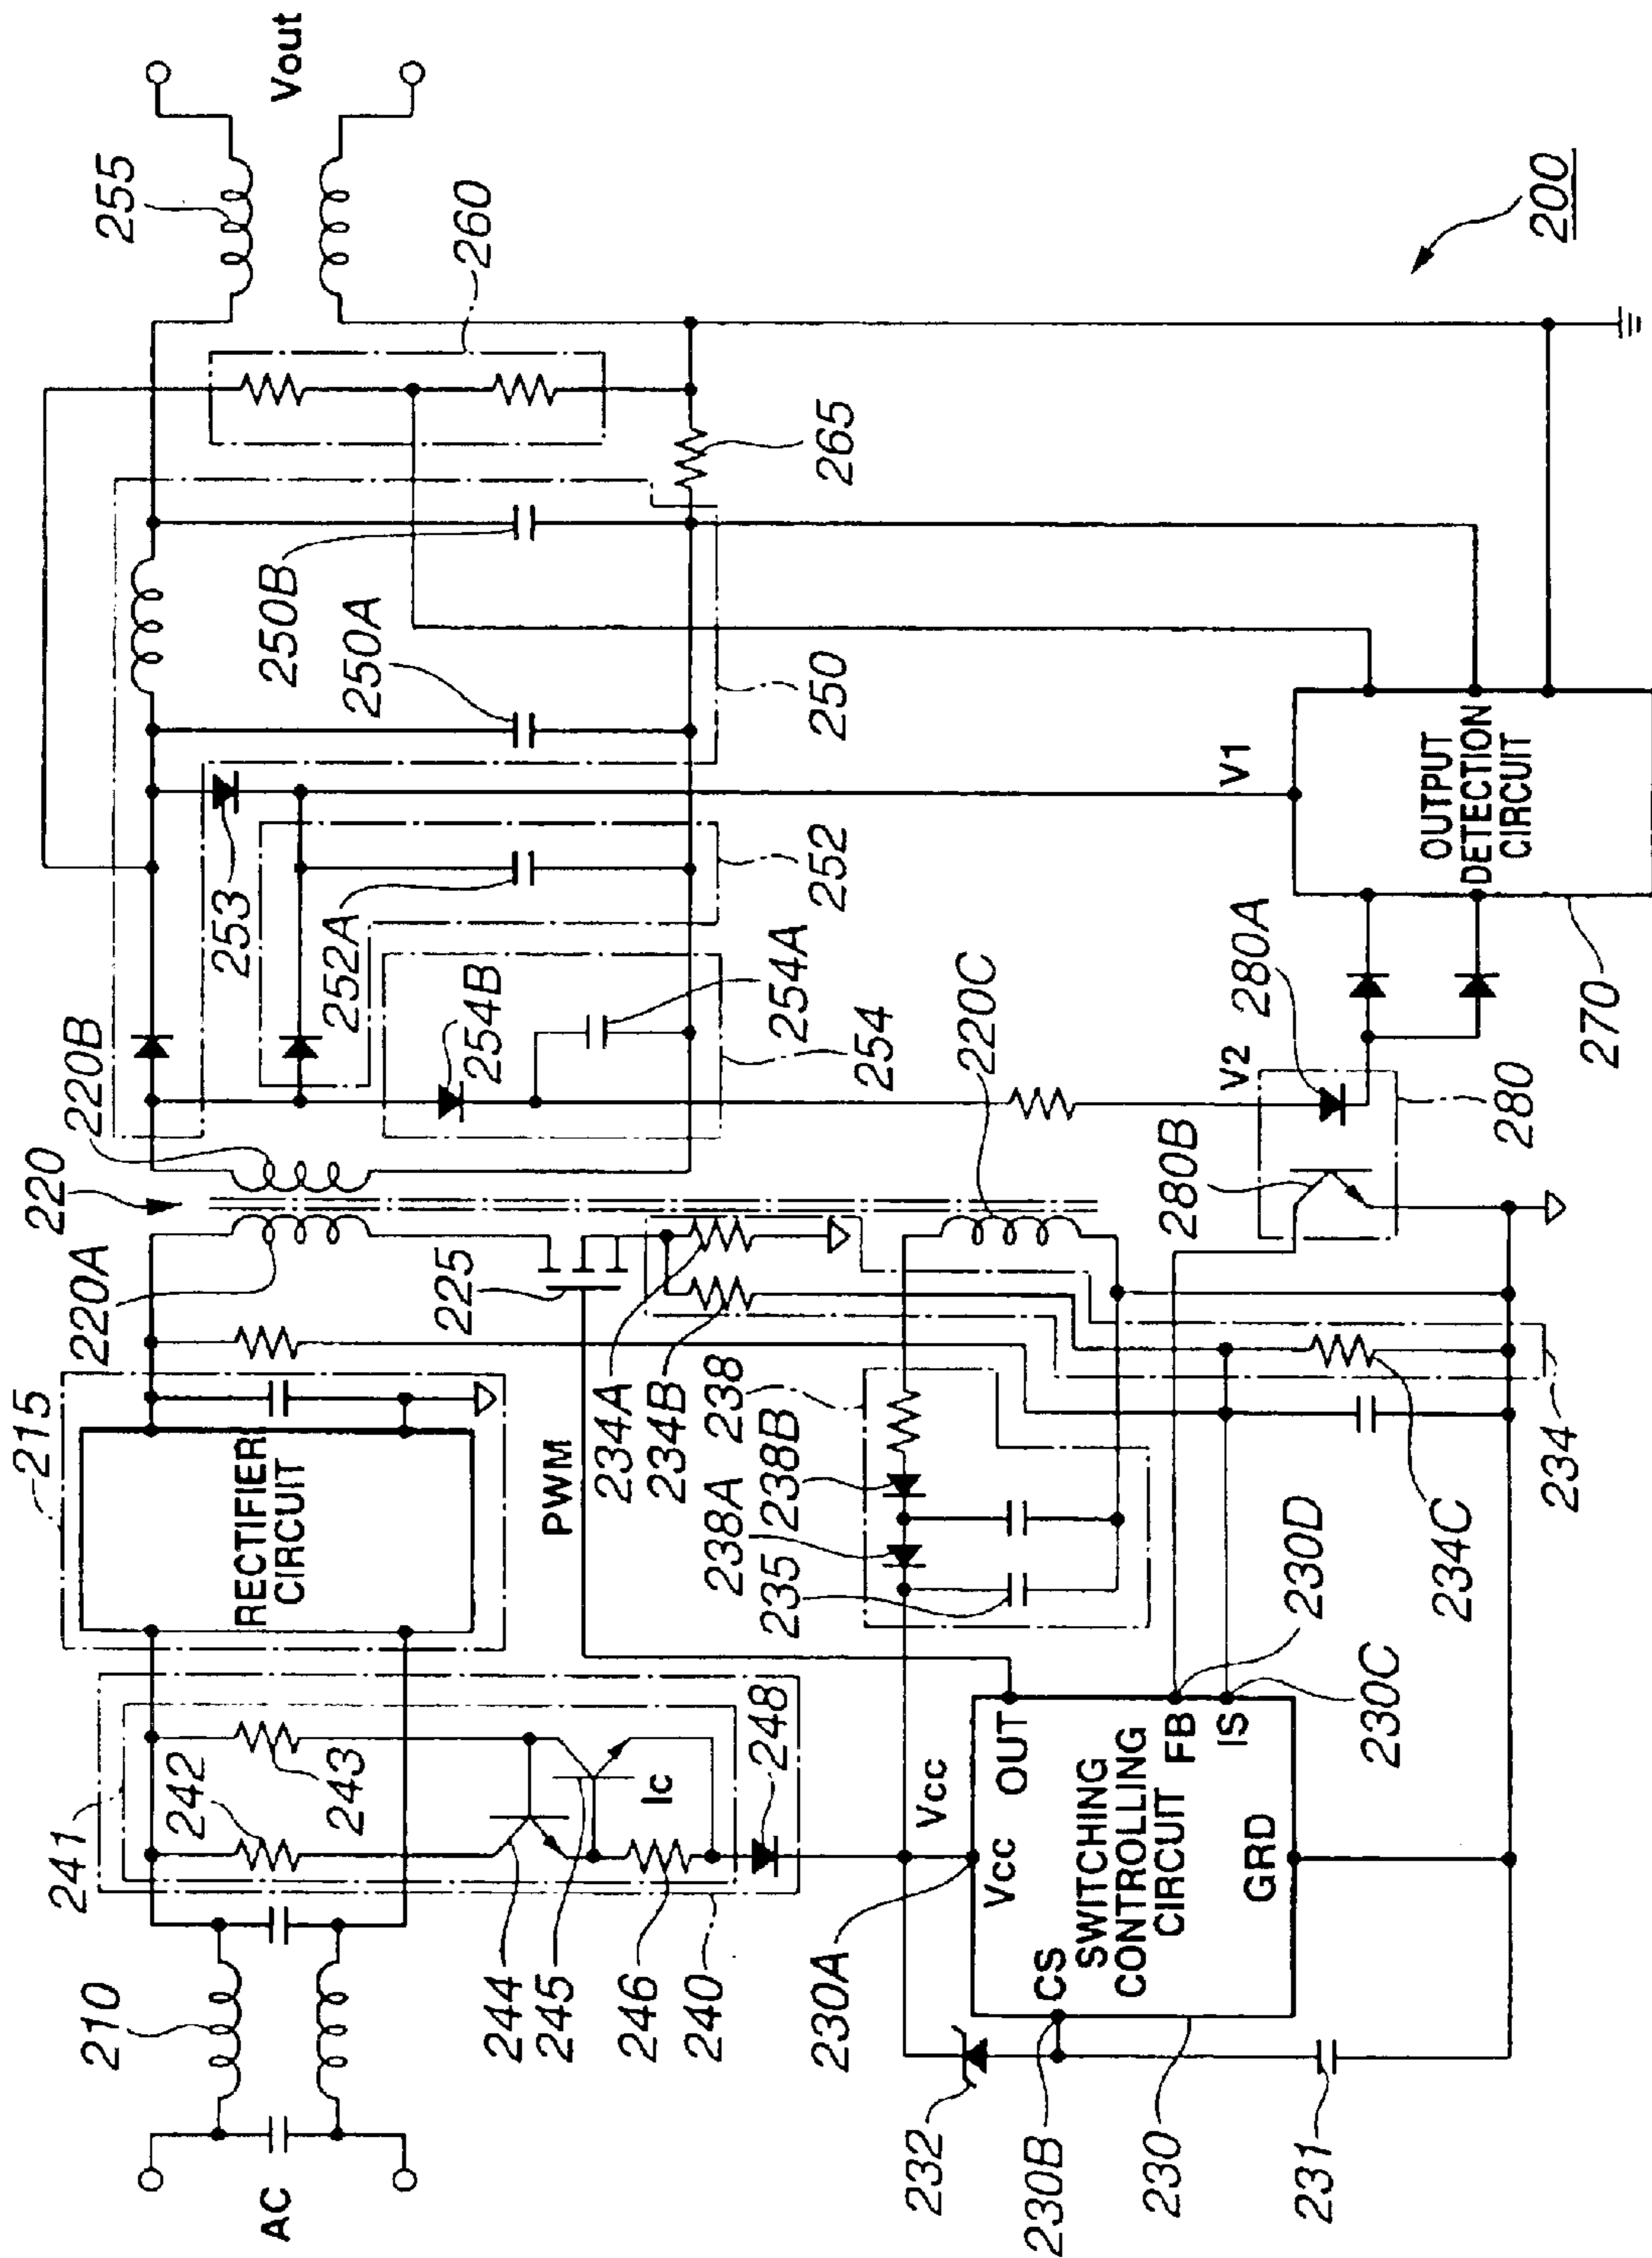 AC
210
241
242
243
244
245
246
240
Ic
248
215
RECTIFIER
CIRCUIT
220
220A
220B
225
PWM
234A
234B
238
238A
238B
235
220C
Vcc
230A
Vcc
OUT
CS
SWITCHING
CONTROLLING
CIRCUIT
FB
IS
GRD
232
230B
230
231
230C
230D
234C
234
253
252A
252
254B
254A
254
250B
250A
250
255
260
265
Vout
V2
280A
280B
280
V1
OUTPUT
DETECTION
CIRCUIT
270
200